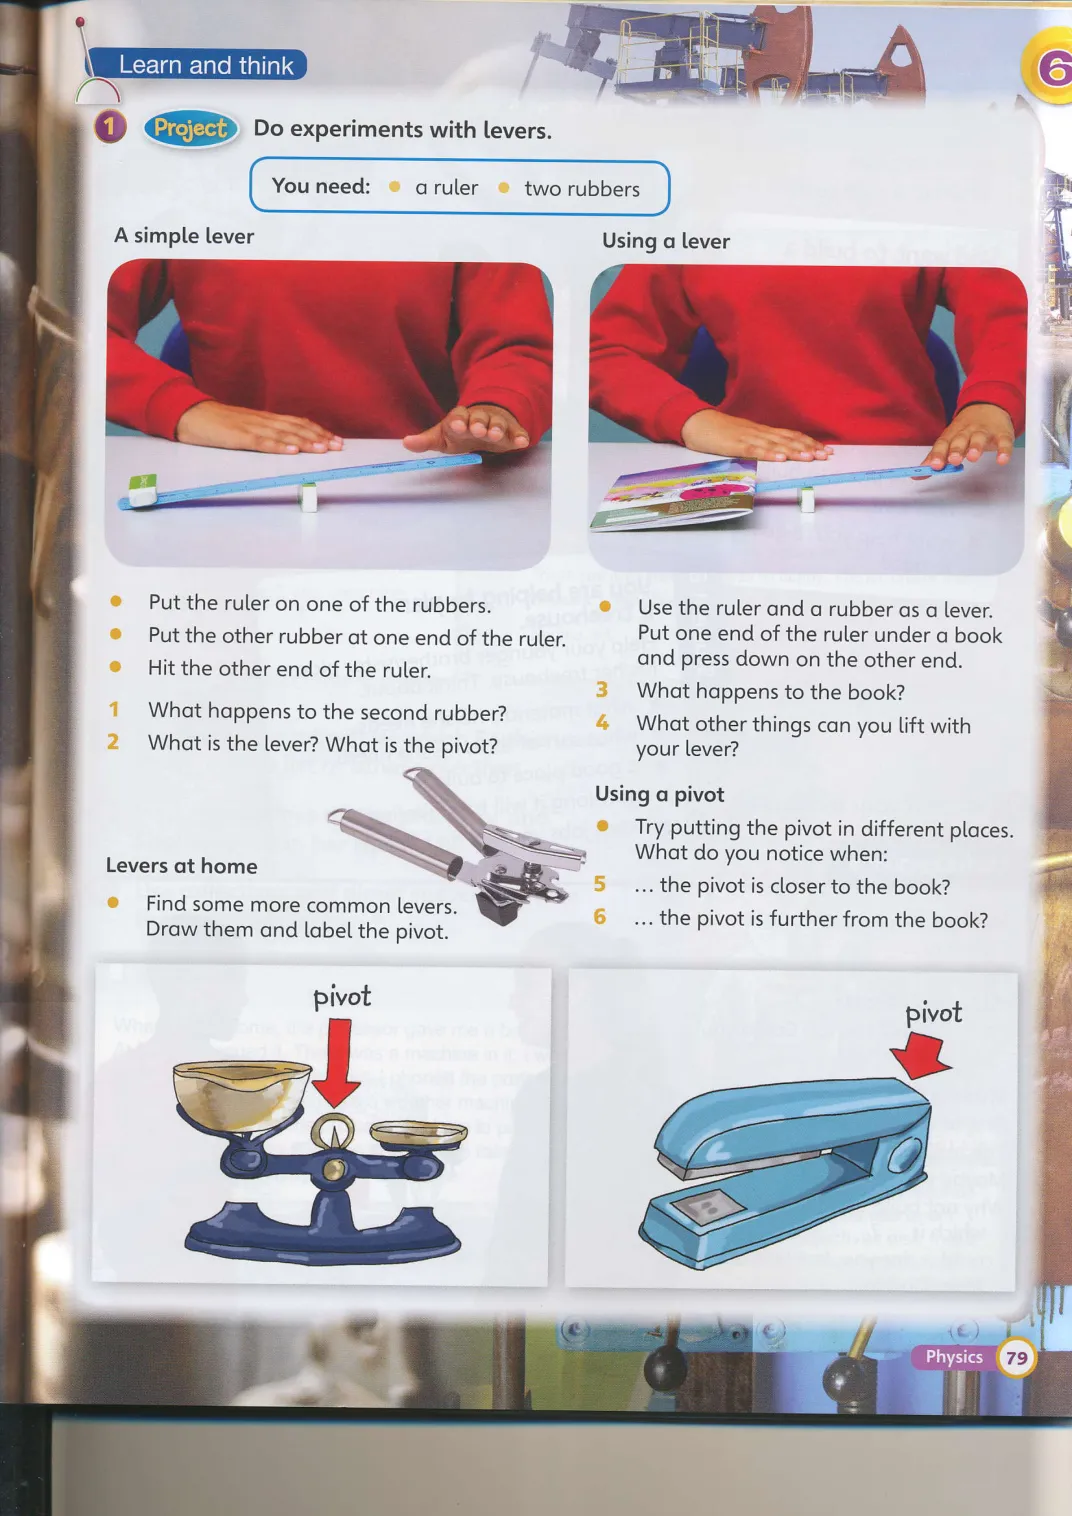 Learn and think
6
1 Project Do experiments with levers.
You need: • a ruler • two rubbers
A simple lever
• Put the ruler on one of the rubbers.
• Put the other rubber at one end of the ruler.
• Hit the other end of the ruler.
1 What happens to the second rubber?
2 What is the lever? What is the pivot?
Using a lever
• Use the ruler and a rubber as a lever.
Put one end of the ruler under a book
and press down on the other end.
3 What happens to the book?
4 What other things can you lift with
your lever?
Using a pivot
• Try putting the pivot in different places.
What do you notice when:
5 ... the pivot is closer to the book?
6 ... the pivot is further from the book?
Levers at home
• Find some more common levers.
Draw them and label the pivot.
pivot
pivot
Physics 79